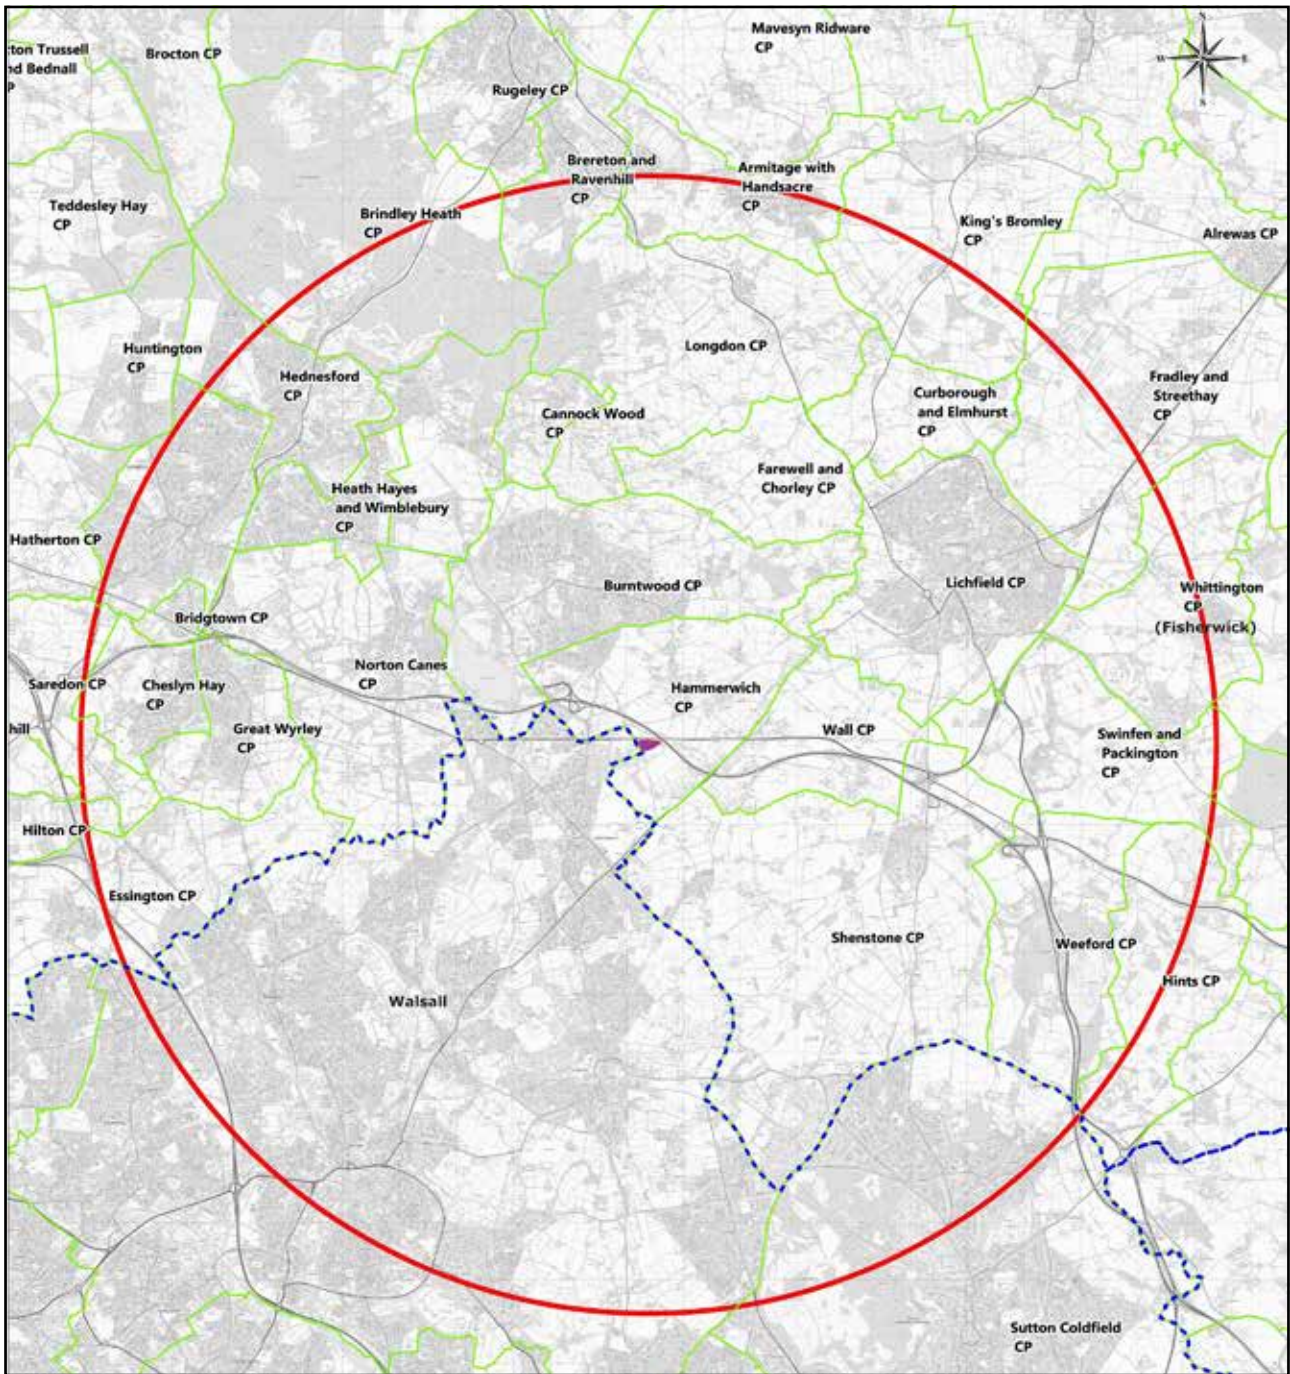 Mavesyn Ridware
CP
N
W
E
S
ton Trussell
nd Bednall
P
Brocton CP
Rugeley CP
Brereton and
Ravenhill
CP
Armitage with
Handsacre
CP
Teddesley Hay
CP
Brindley Heath
CP
King's Bromley
CP
Alrewas CP
Huntington
CP
Hednesford
CP
Longdon CP
Cannock Wood
CP
Curborough
and Elmhurst
CP
Fradley and
Streethay
CP
Heath Hayes
and Wimblebury
CP
Farewell and
Chorley CP
Hatherton CP
Burntwood CP
Lichfield CP
Whittington
CP
(Fisherwick)
Bridgtown CP
Norton Canes
CP
Saredon CP
Cheslyn Hay
CP
Hammerwich
CP
hill
Great Wyrley
CP
Wall CP
Swinfen and
Packington
CP
Hilton CP
Essington CP
Shenstone CP
Weeford CP
Hints CP
Walsall
Sutton Coldfield
CP